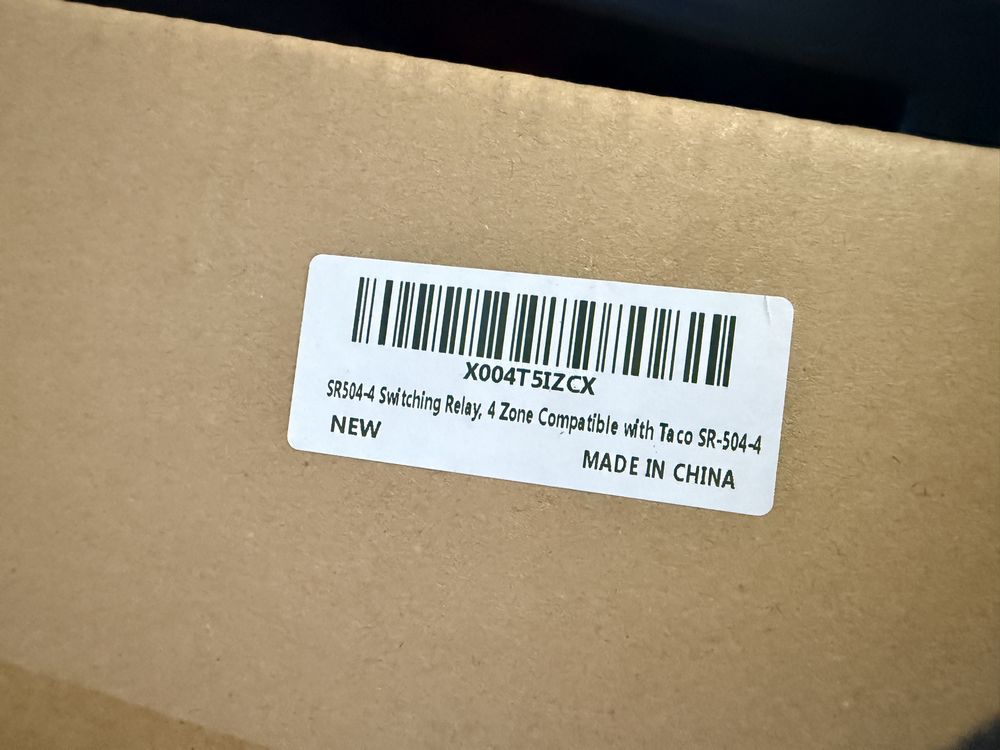 X004T5IZCX
SR504-4 Switching Relay, 4 Zone Compatible with Taco SR-504-4
NEW
MADE IN CHINA